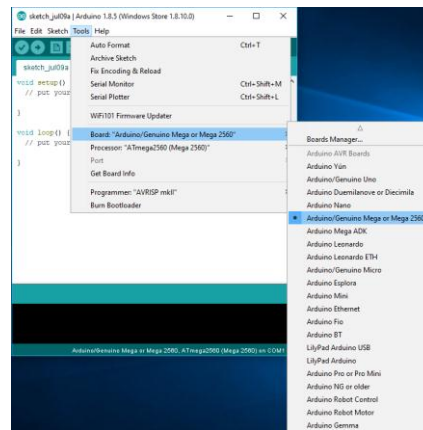 sketch_jul09a | Arduino 1.8.5 (Windows Store 1.8.10.0)
File Edit Sketch Tools Help
sketch_jul09a
void setup()
// put your
}
void loop() {
// put your
}
Auto Format Ctrl+T
Archive Sketch
Fix Encoding & Reload
Serial Monitor Ctrl+Shift+M
Serial Plotter Ctrl+Shift+L
WiFi101 Firmware Updater
Board: "Arduino/Genuino Mega or Mega 2560"
Processor: "ATmega2560 (Mega 2560)"
Port
Get Board Info
Programmer: "AVRISP mkII"
Burn Bootloader
Boards Manager...
Arduino AVR Boards
Arduino Yún
Arduino/Genuino Uno
Arduino Duemilanove or Diecimila
Arduino Nano
Arduino/Genuino Mega or Mega 2560
Arduino Mega ADK
Arduino Leonardo
Arduino Leonardo ETH
Arduino/Genuino Micro
Arduino Esplora
Arduino Mini
Arduino Ethernet
Arduino Fio
Arduino BT
LilyPad Arduino USB
LilyPad Arduino
Arduino Pro or Pro Mini
Arduino NG or older
Arduino Robot Control
Arduino Robot Motor
Arduino Gemma
Arduino/Genuino Mega or Mega 2560, ATmega2560 (Mega 2560) on COM1